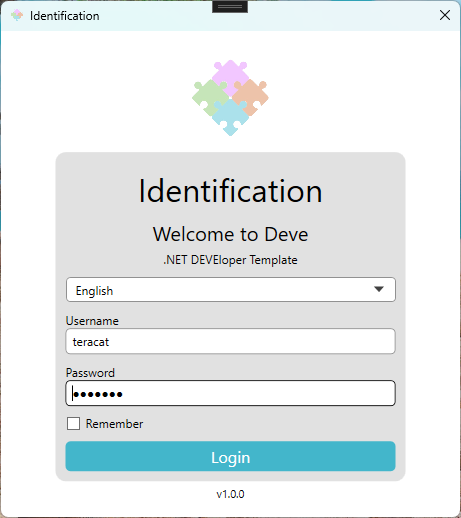 Identification
Identification
Welcome to Deve
.NET DEVEloper Template
English
Username
teracat
Password
•••••••
Remember
Login
v1.0.0